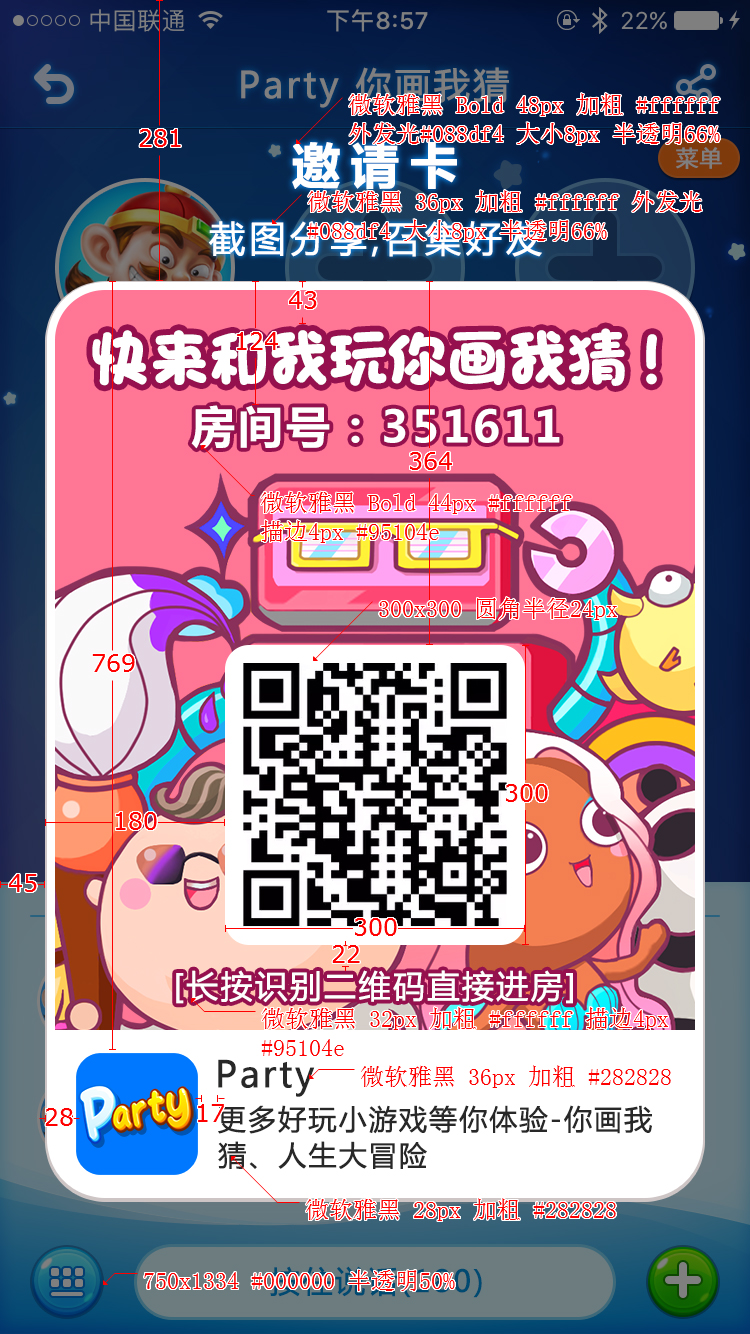 中国联通
下午8:57
22%
Party 你画我猜
微软雅黑 Bold 48px 加粗 #ffffff
外发光#088df4 大小8px 半透明66%
281
邀请卡
菜单
微软雅黑 36px 加粗 #ffffff 外发光
#088df4 大小8px 半透明66%
截图分享,召集好友
43
124
快来和我玩你画我猜！
房间号：351611
364
微软雅黑 Bold 44px #ffffff
描边4px #95104e
300x300 圆角半径24px
769
300
180
45
300
22
[长按识别二维码直接进房]
微软雅黑 32px 加粗 #ffffff 描边4px
#95104e
Party
微软雅黑 36px 加粗 #282828
Party
28
17
更多好玩小游戏等你体验-你画我
猜、人生大冒险
微软雅黑 28px 加粗 #282828
750x1334 #000000 半透明50%